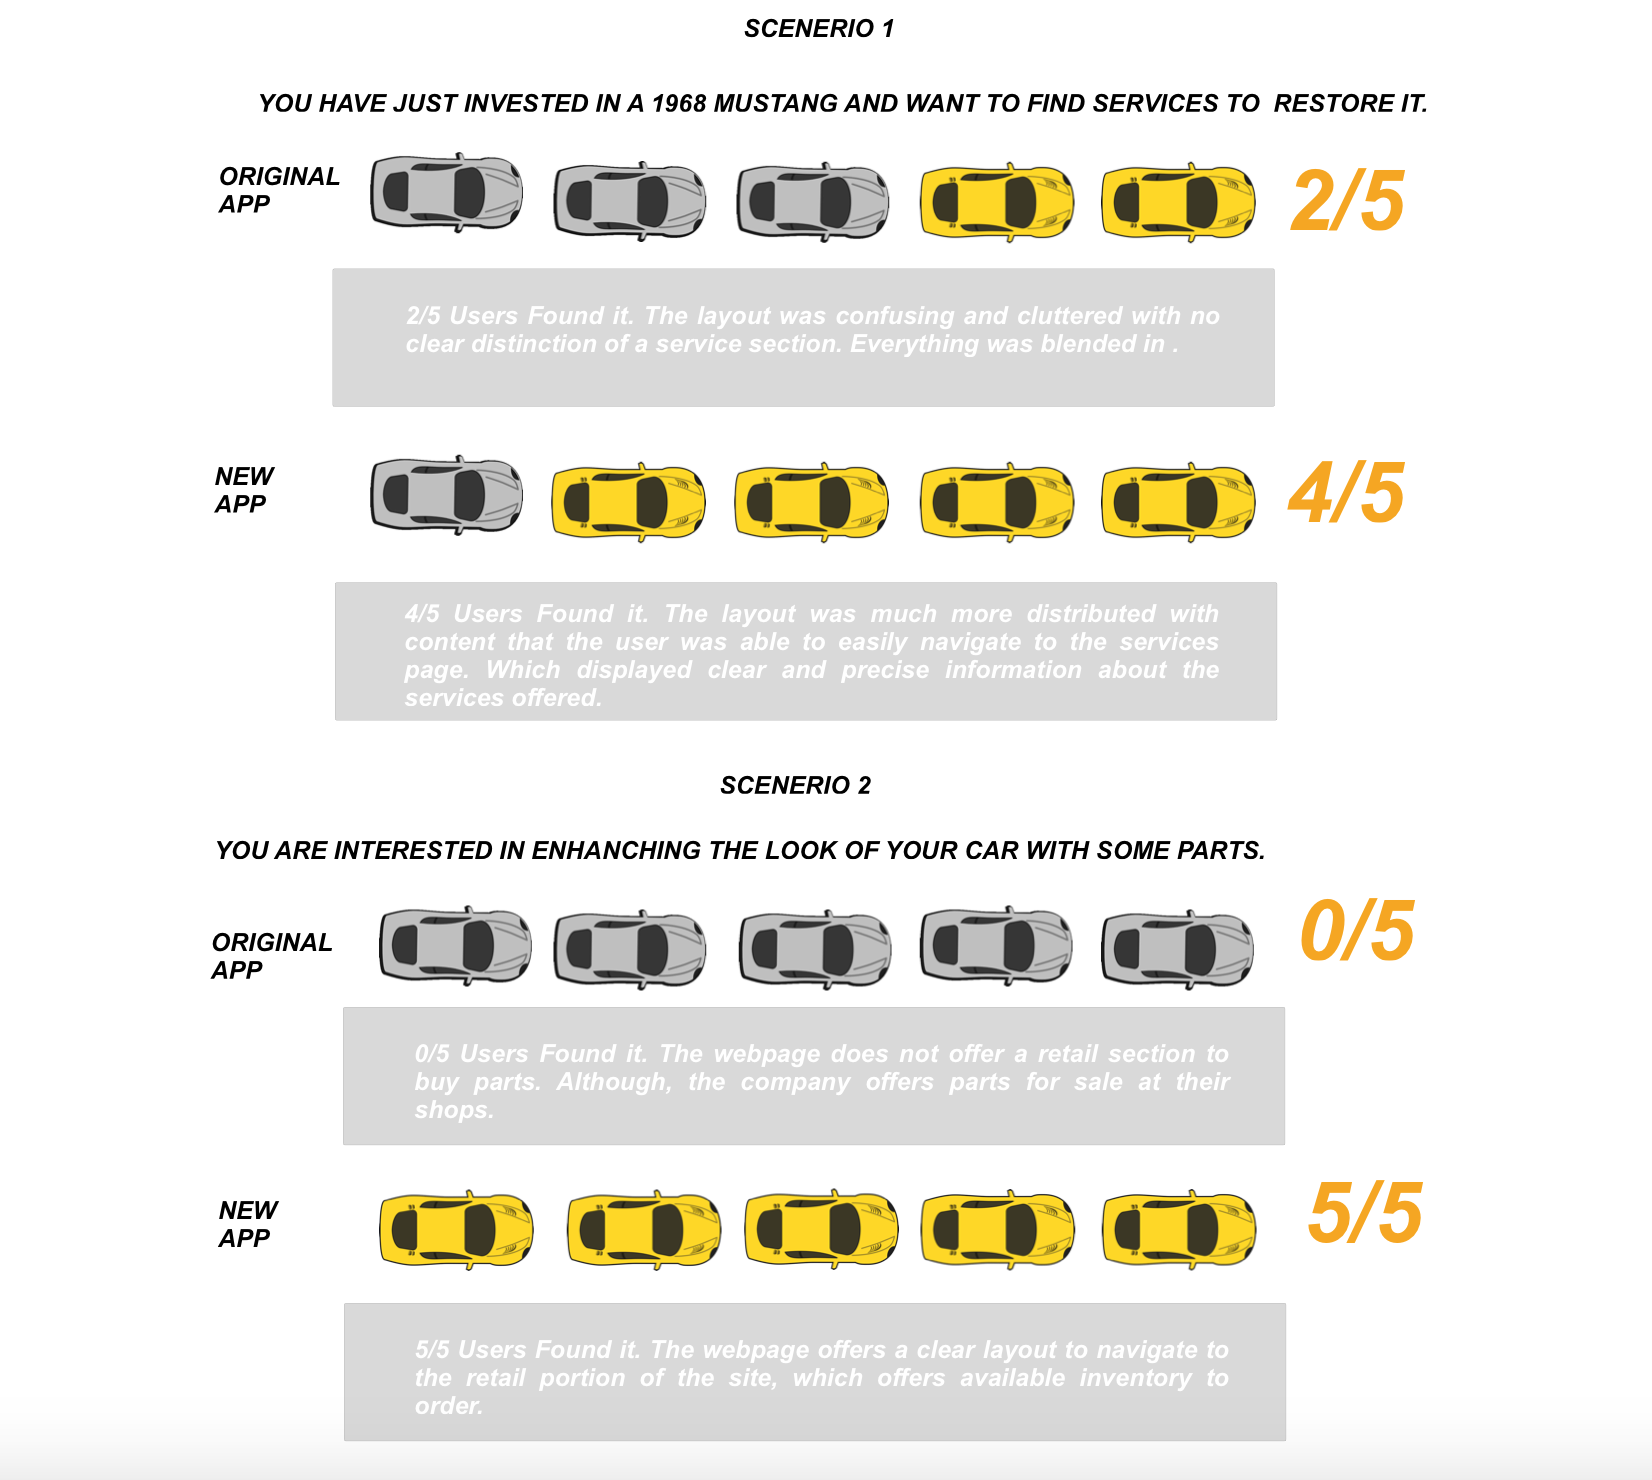 SCENERIO 1
YOU HAVE JUST INVESTED IN A 1968 MUSTANG AND WANT TO FIND SERVICES TO RESTORE IT.
ORIGINAL
APP
2/5
2/5 Users Found it. The layout was confusing and cluttered with no
clear distinction of a service section. Everything was blended in .
NEW
APP
4/5
4/5 Users Found it. The layout was much more distributed with
content that the user was able to easily navigate to the services
page. Which displayed clear and precise information about the
services offered.
SCENERIO 2
YOU ARE INTERESTED IN ENHANCHING THE LOOK OF YOUR CAR WITH SOME PARTS.
ORIGINAL
APP
0/5
0/5 Users Found it. The webpage does not offer a retail section to
buy parts. Although, the company offers parts for sale at their
shops.
NEW
APP
5/5
5/5 Users Found it. The webpage offers a clear layout to navigate to
the retail portion of the site, which offers available inventory to
order.